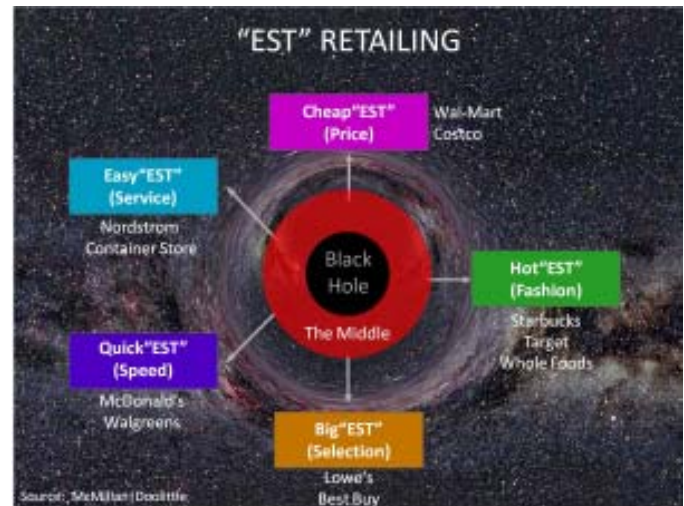 "EST" RETAILING
Cheap"EST"
(Price)
Wal-Mart
Costco
Easy"EST"
(Service)
Nordstrom
Container Store
Black
Hole
The Middle
Hot"EST"
(Fashion)
Starbucks
Target
Whole Foods
Quick"EST"
(Speed)
McDonald's
Walgreens
Big"EST"
(Selection)
Lowe's
Best Buy
Source: McMillan|Doolittle